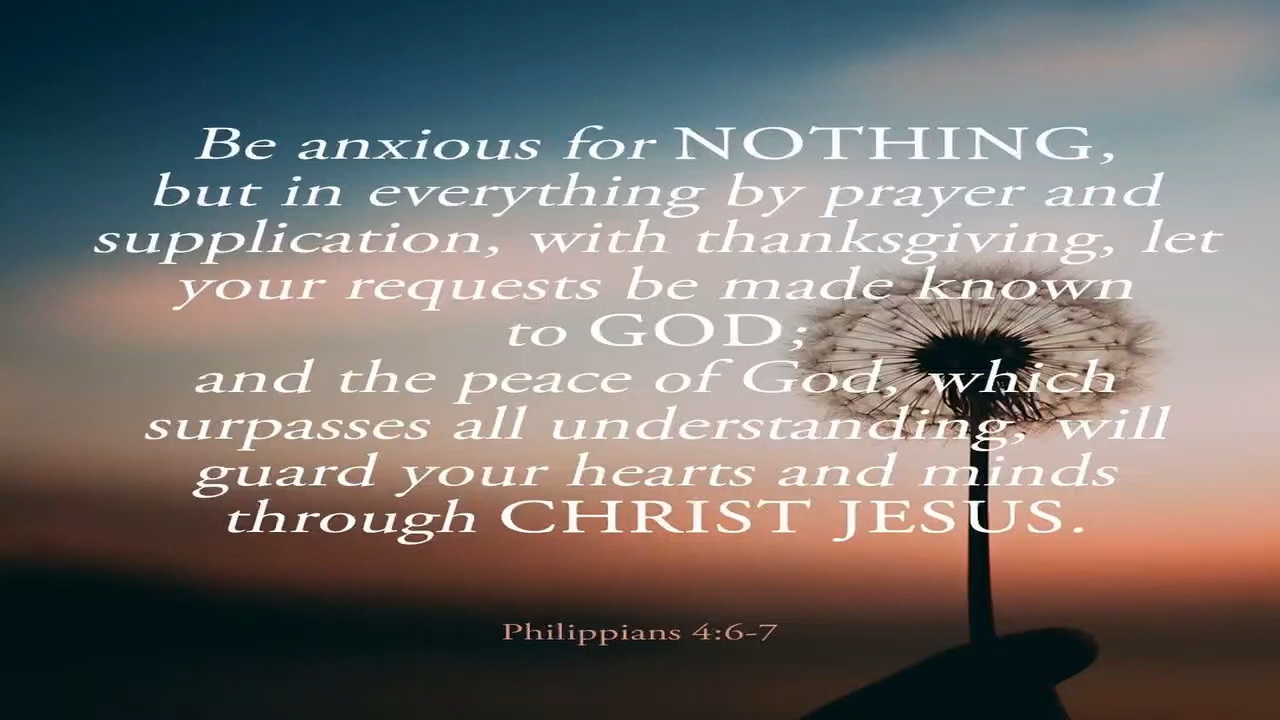 Be anxious for NOTHING,
but in everything by prayer and
supplication, with thanksgiving, let
your requests be made known
to GOD;
and the peace of God, which
surpasses all understanding, will
guard your hearts and minds
through CHRIST JESUS.
Philippians 4:6-7